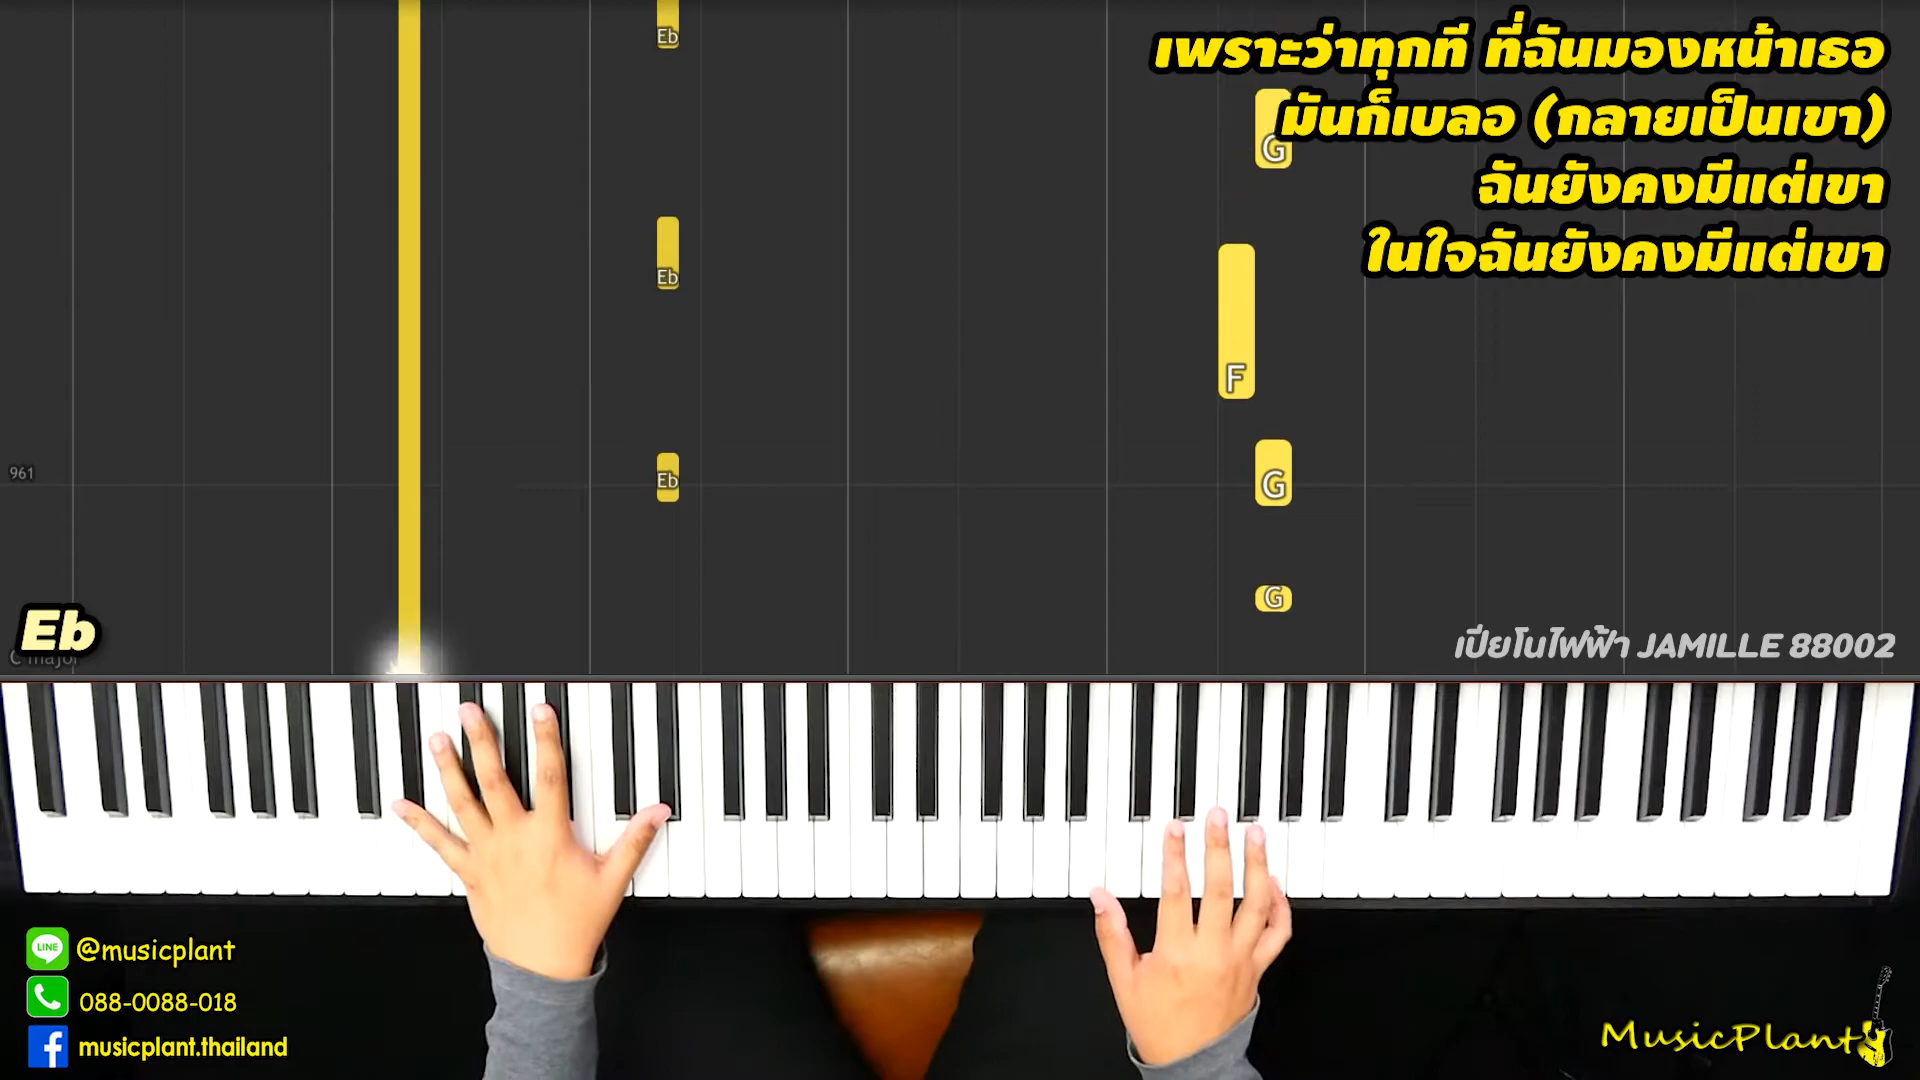 Eb
เพราะว่าทุกที ที่ฉันมองหน้าเธอ
มันก็เบลอ (กลายเป็นเขา)
ฉันยังคงมีแต่เขา
ในใจฉันยังคงมีแต่เขา
G
Eb
F
961
Eb
G
G
Eb
C major
เปียโนไฟฟ้า JAMILLE 88002
LINE @musicplant
088-0088-018
musicplant.thailand
MusicPlant